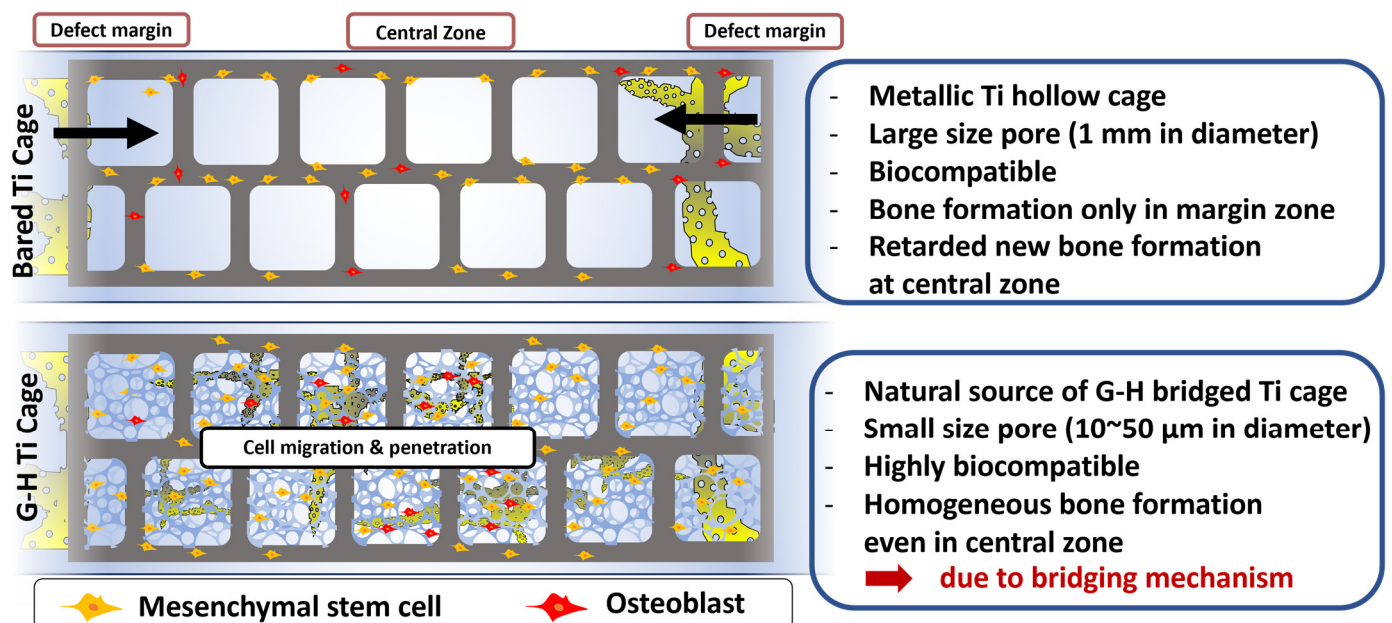 Defect margin
Central Zone
Defect margin
Bared Ti Cage
- Metallic Ti hollow cage
- Large size pore (1 mm in diameter)
- Biocompatible
- Bone formation only in margin zone
- Retarded new bone formation
at central zone
G-H Ti Cage
Cell migration & penetration
- Natural source of G-H bridged Ti cage
- Small size pore (10~50 μm in diameter)
- Highly biocompatible
- Homogeneous bone formation
even in central zone
due to bridging mechanism
Mesenchymal stem cell
Osteoblast